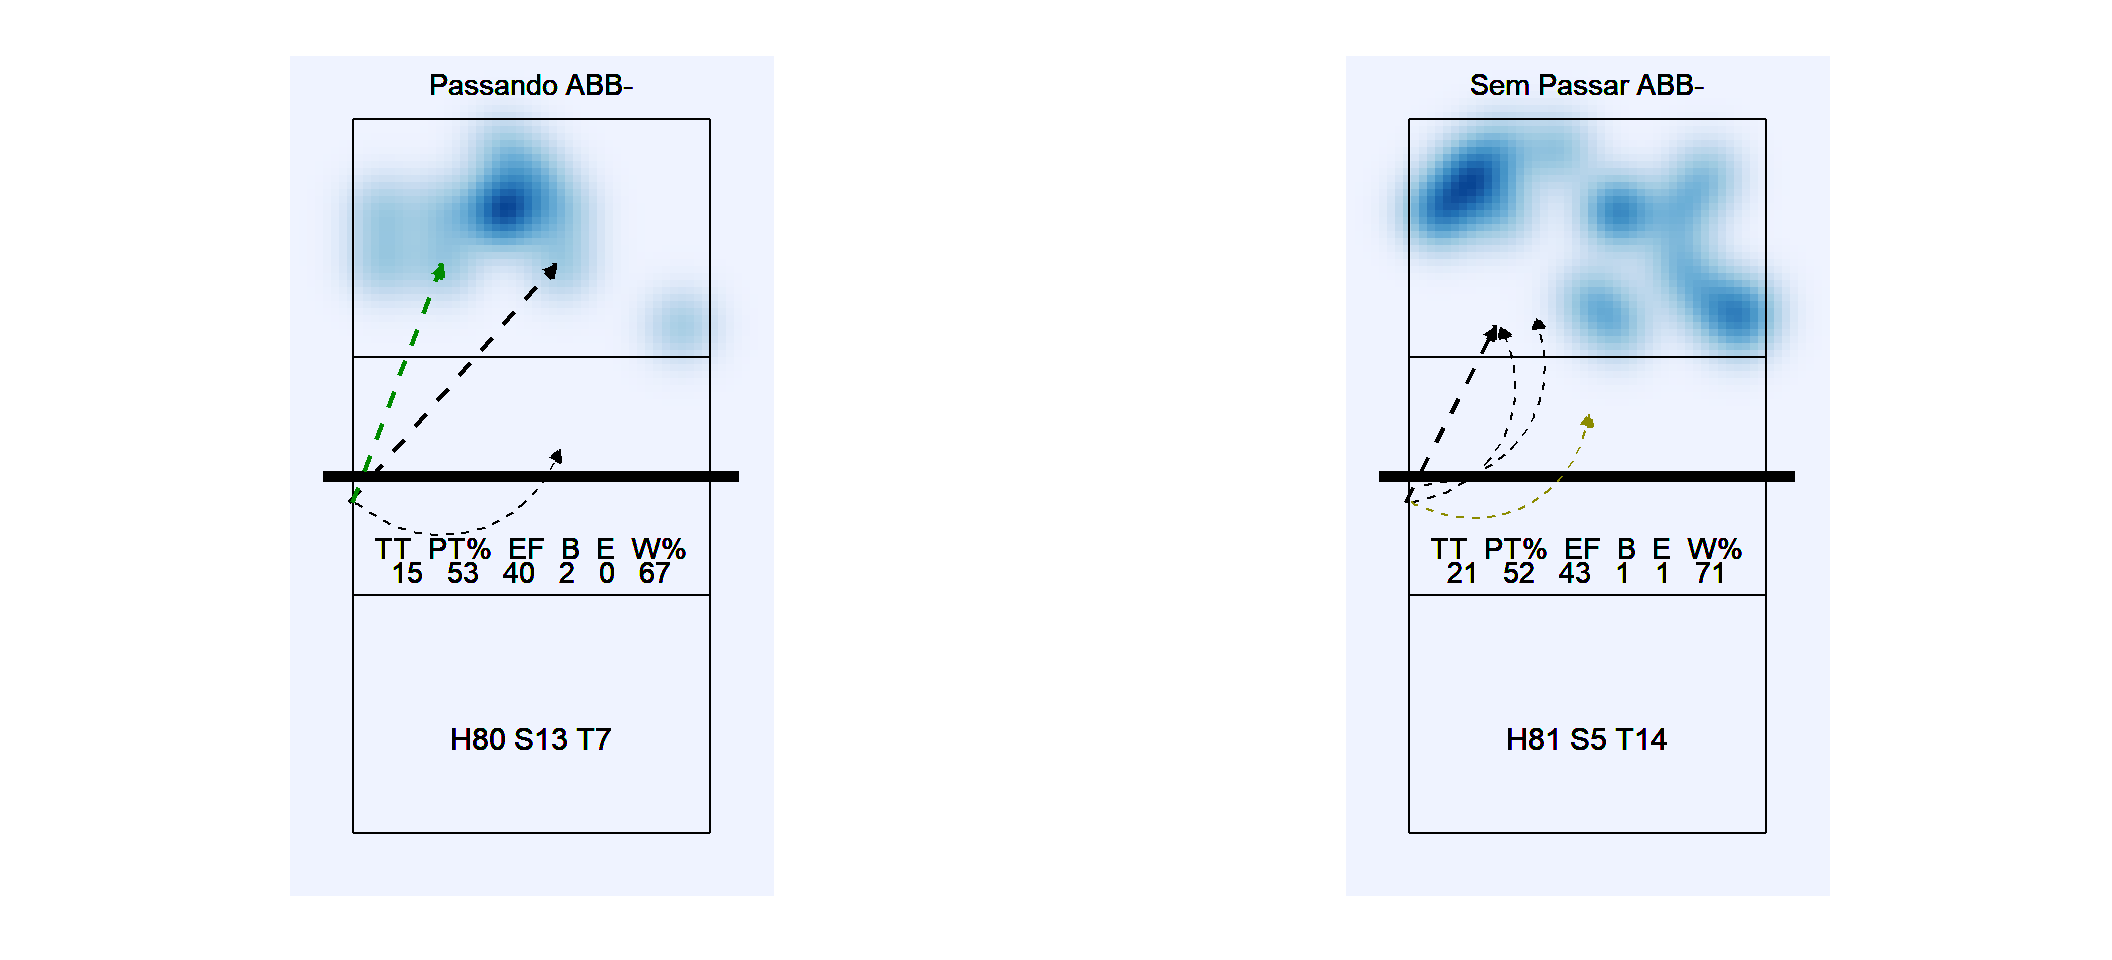 Passando ABB-
TT PT% EF B E W%
15 53 40 2 0 67
H80 S13 T7
Sem Passar ABB-
TT PT% EF B E W%
21 52 43 1 1 71
H81 S5 T14